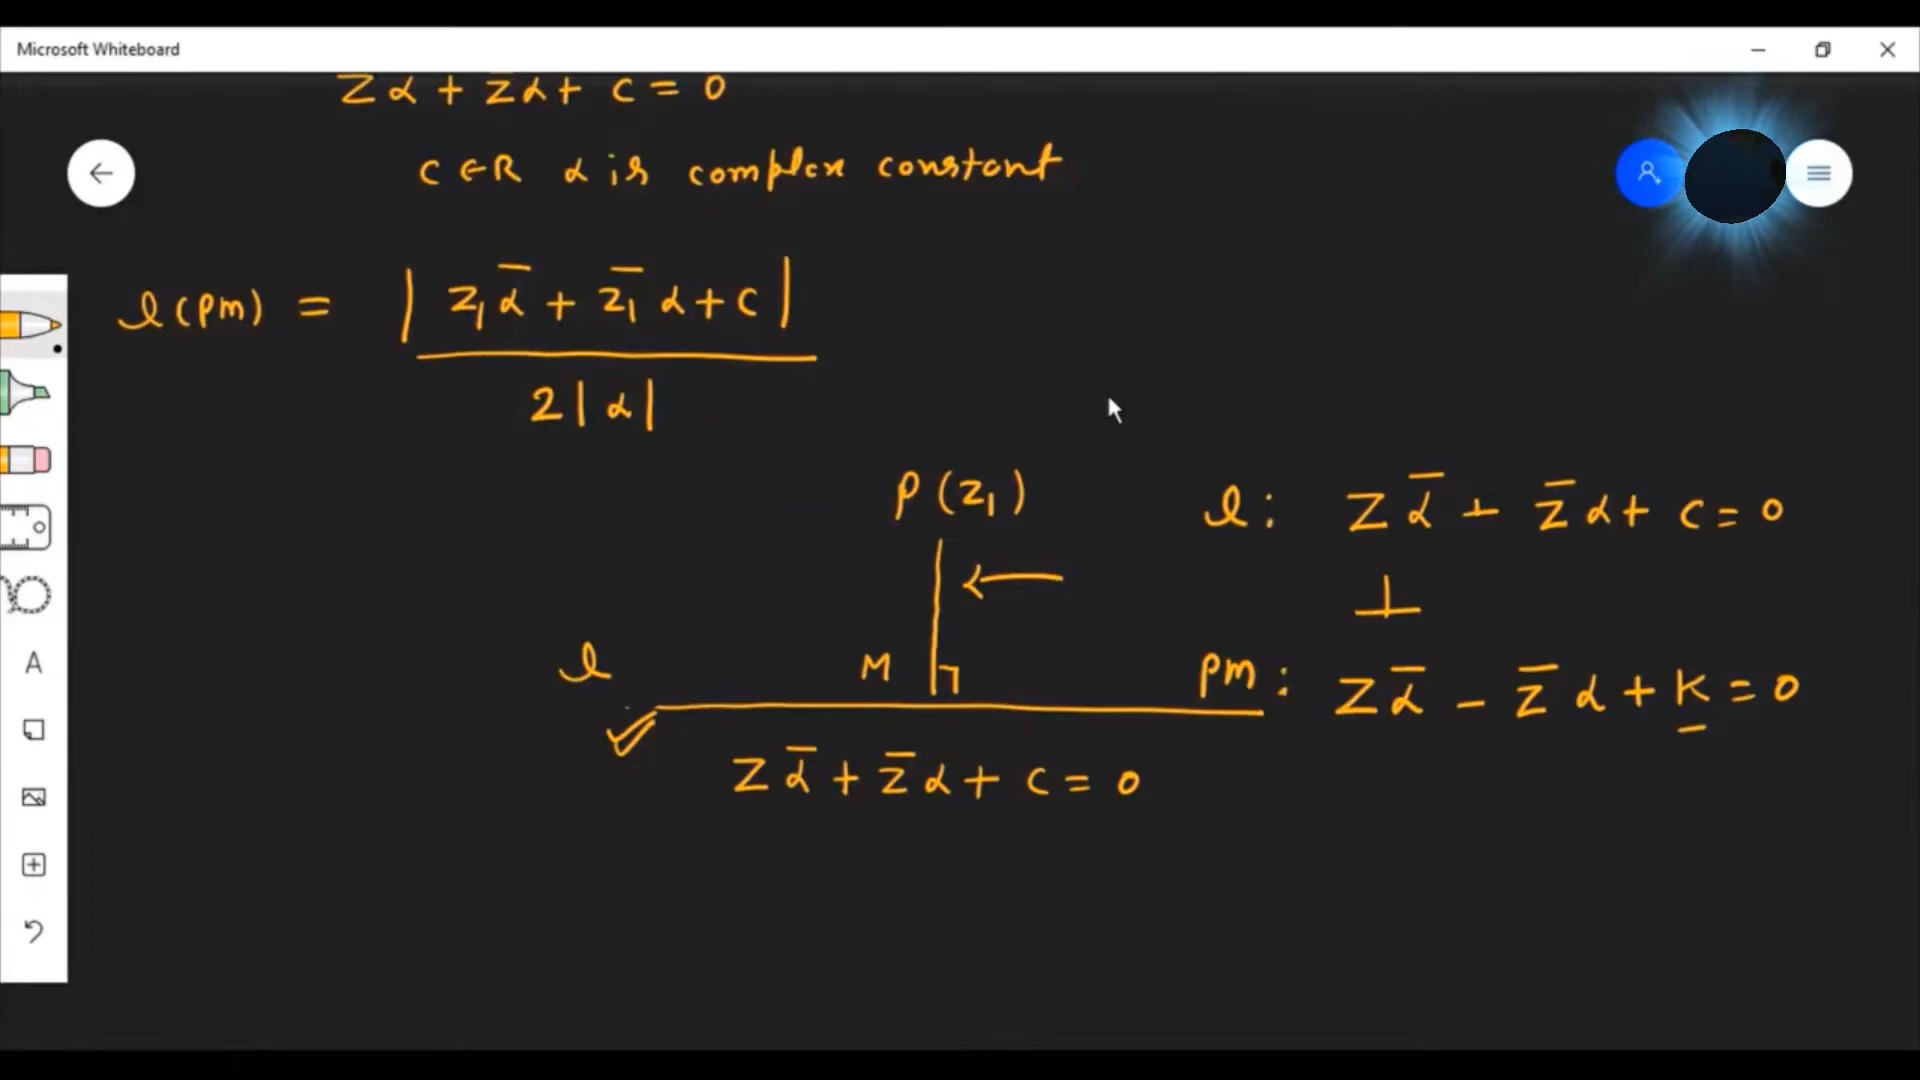 Microsoft Whiteboard
zα + z̄α + c = 0
c ∈ R α is complex constant
l(pm) = | z₁ᾱ + z̄₁α + c |
2|α|
P(z₁)
l: zᾱ + z̄α + c = 0
⊥
l M pm: zᾱ - z̄α + K = 0
zᾱ + z̄α + c = 0
A